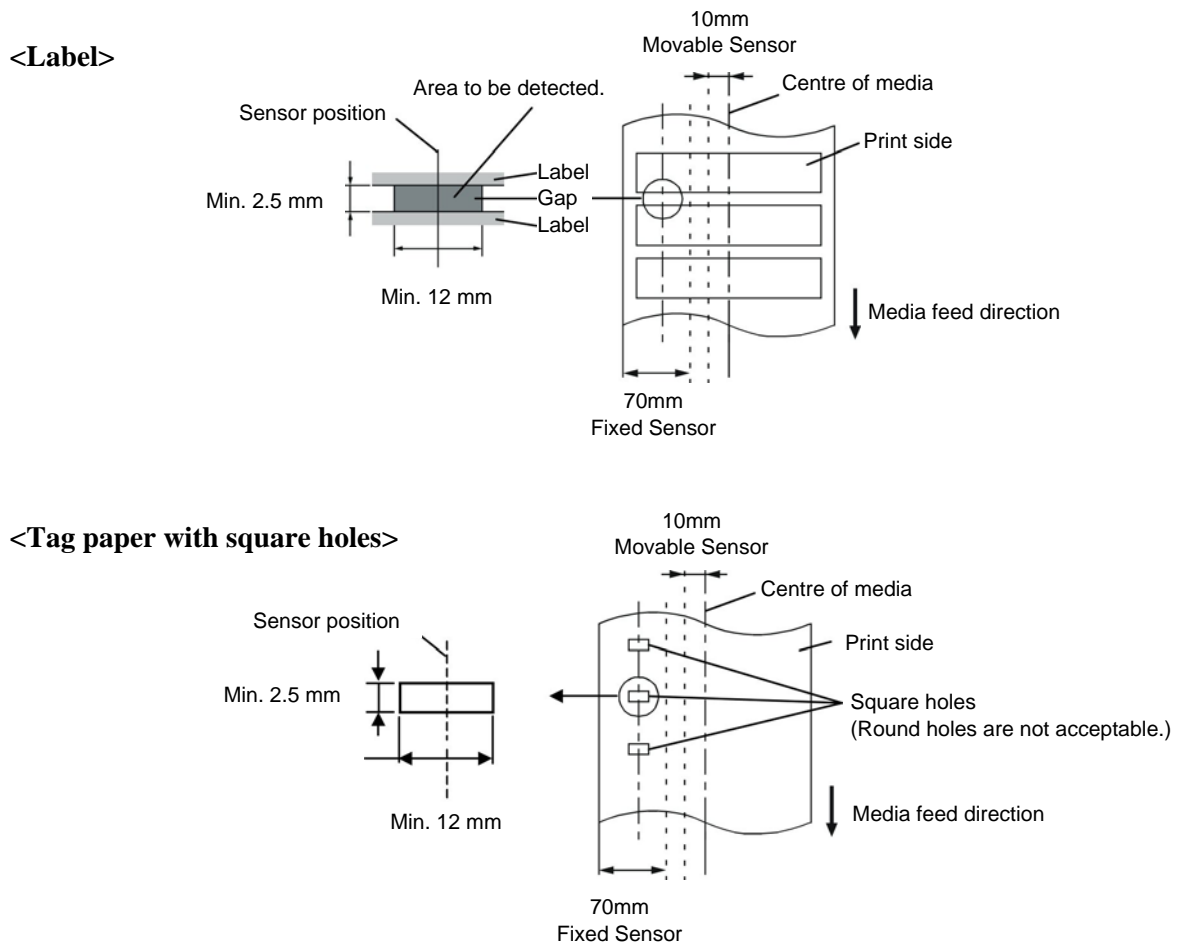 <Label>
10mm
Movable Sensor
Area to be detected.
Centre of media
Sensor position
Print side
Label
Min. 2.5 mm
Gap
Label
Min. 12 mm
Media feed direction
70mm
Fixed Sensor
<Tag paper with square holes>
10mm
Movable Sensor
Centre of media
Sensor position
Print side
Min. 2.5 mm
Square holes
(Round holes are not acceptable.)
Min. 12 mm
Media feed direction
70mm
Fixed Sensor